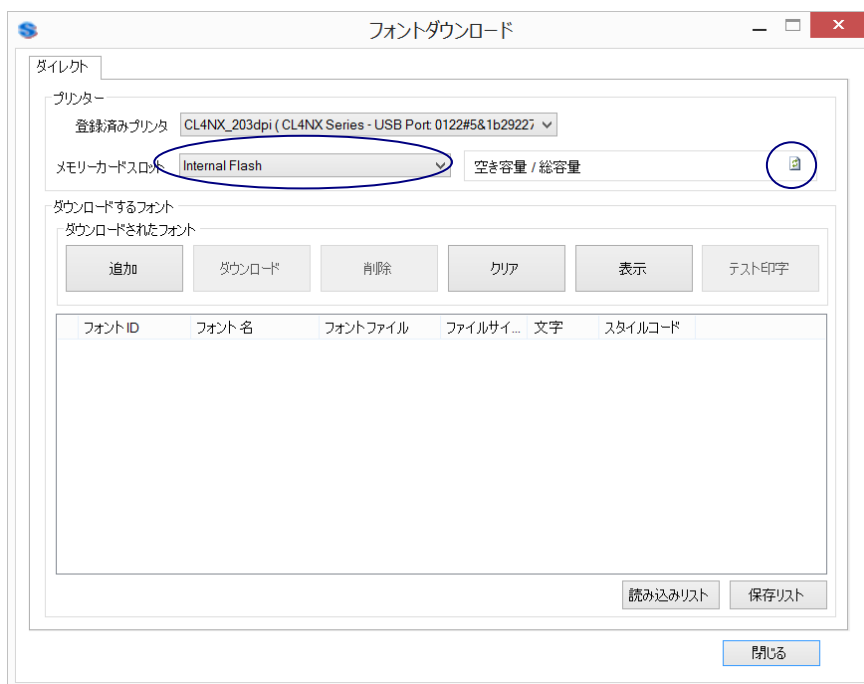 フォントダウンロード
ダイレクト
プリンター
登録済みプリンタ CL4NX_203dpi ( CL4NX Series - USB Port: 0122#5&1b29227
メモリーカードスロット Internal Flash 空き容量 / 総容量
ダウンロードするフォント
ダウンロードされたフォント
追加 ダウンロード 削除 クリア 表示 テスト印字
フォント ID フォント 名 フォントファイル ファイルサイ... 文字 スタイルコード
読み込みリスト 保存リスト
閉じる